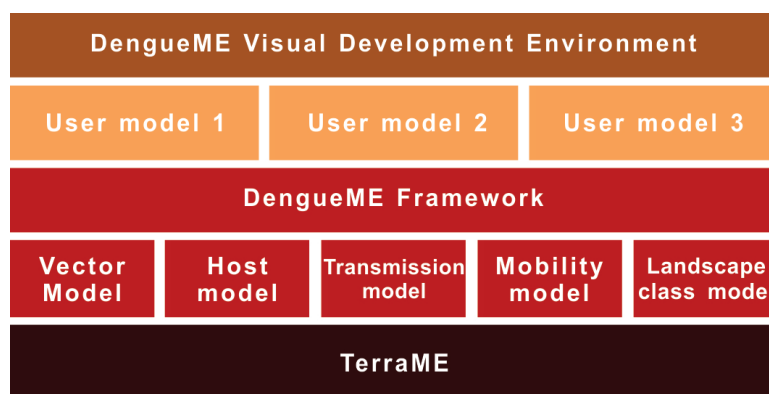 DengueME Visual Development Environment
User model 1
User model 2
User model 3
DengueME Framework
Vector
Model
Host
model
Transmission
model
Mobility
model
Landscape
class mode
TerraME